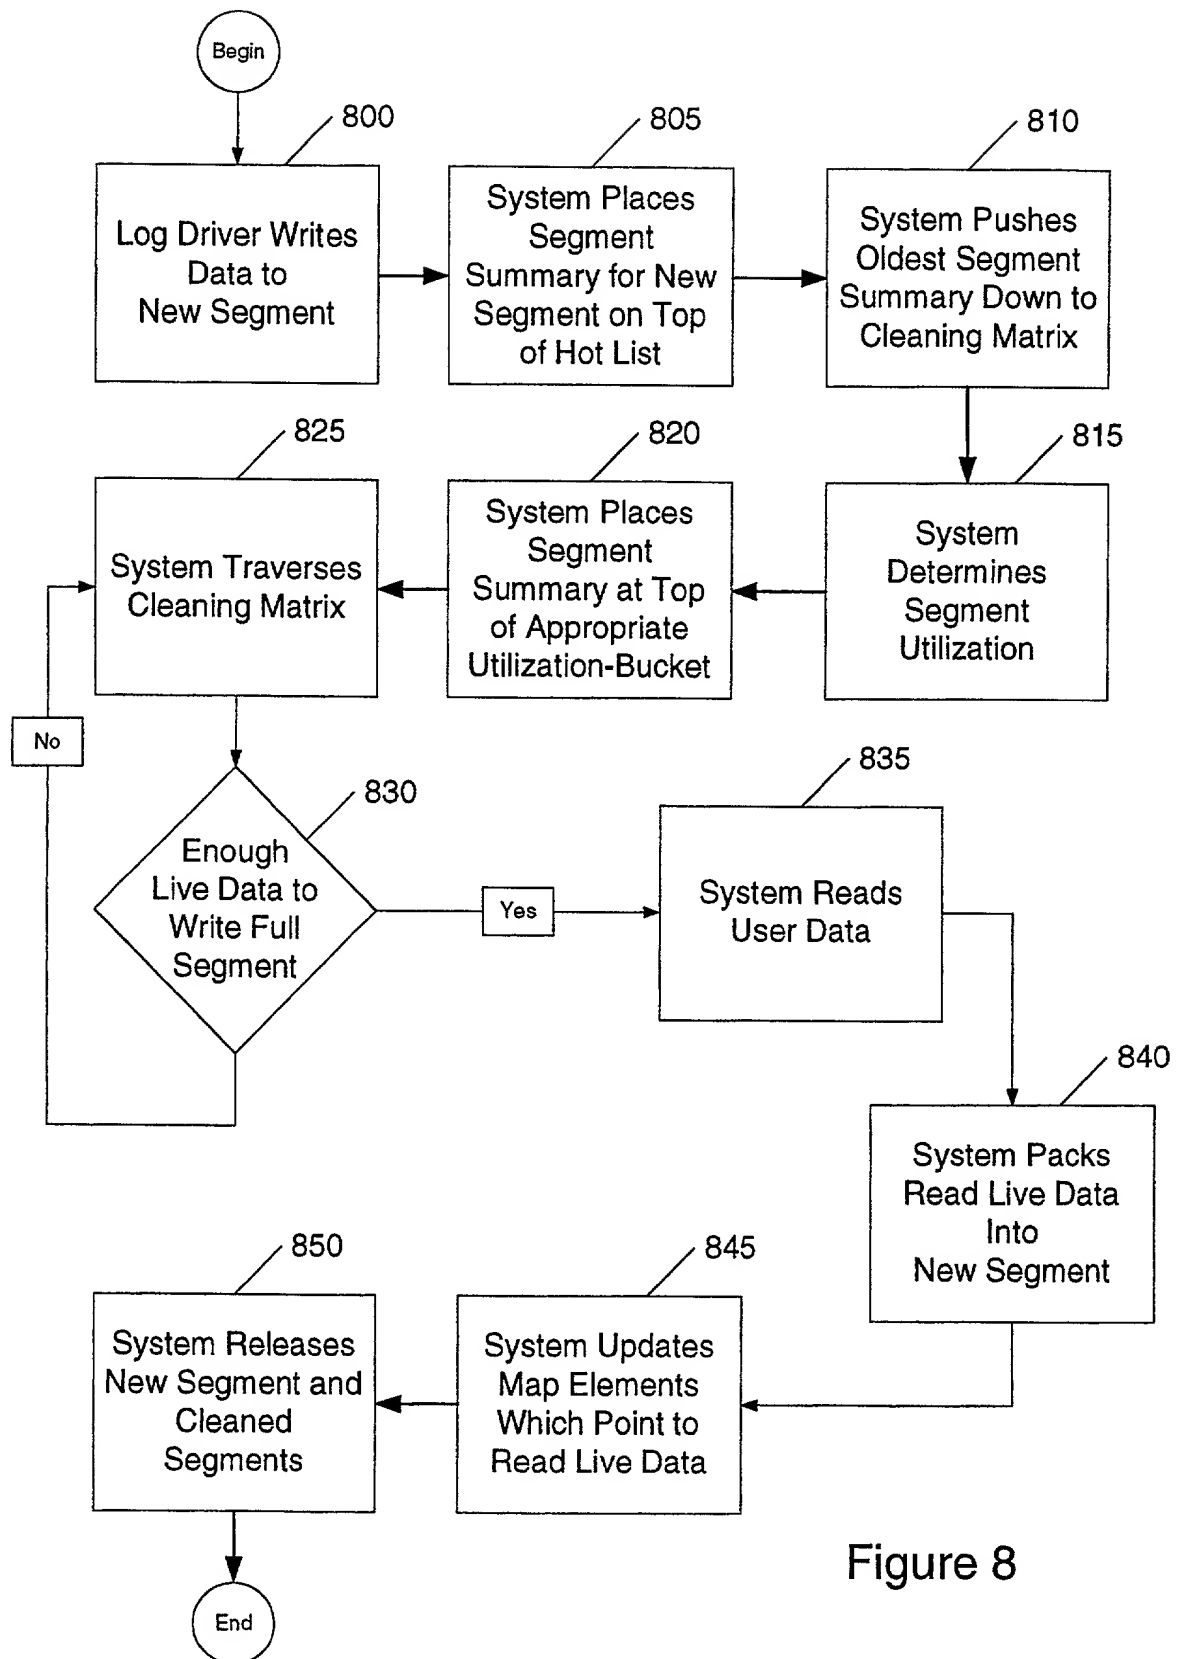 Begin
800
Log Driver Writes
Data to
New Segment
805
System Places
Segment
Summary for New
Segment on Top
of Hot List
810
System Pushes
Oldest Segment
Summary Down to
Cleaning Matrix
815
System
Determines
Segment
Utilization
820
System Places
Segment
Summary at Top
of Appropriate
Utilization-Bucket
825
System Traverses
Cleaning Matrix
No
830
Enough
Live Data to
Write Full
Segment
Yes
835
System Reads
User Data
840
System Packs
Read Live Data
Into
New Segment
845
System Updates
Map Elements
Which Point to
Read Live Data
850
System Releases
New Segment and
Cleaned
Segments
End
Figure 8